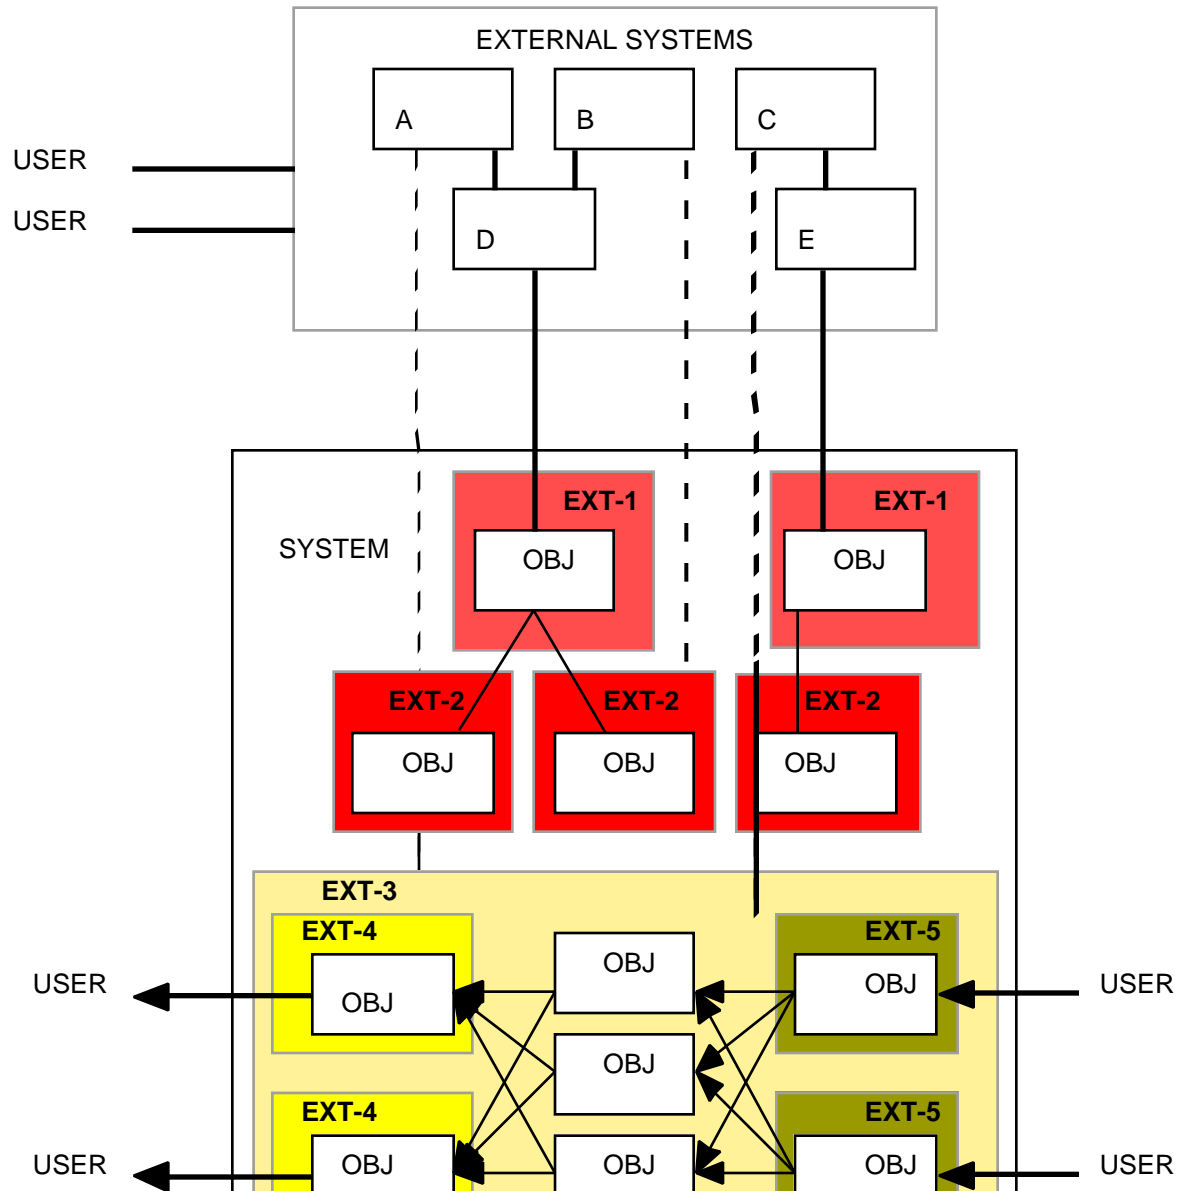 EXTERNAL SYSTEMS
A
B
C
USER
USER
D
E
EXT-1
EXT-1
SYSTEM
OBJ
OBJ
EXT-2
EXT-2
EXT-2
OBJ
OBJ
OBJ
EXT-3
EXT-4
EXT-5
OBJ
USER
OBJ
OBJ
USER
OBJ
EXT-4
EXT-5
USER
OBJ
OBJ
OBJ
USER